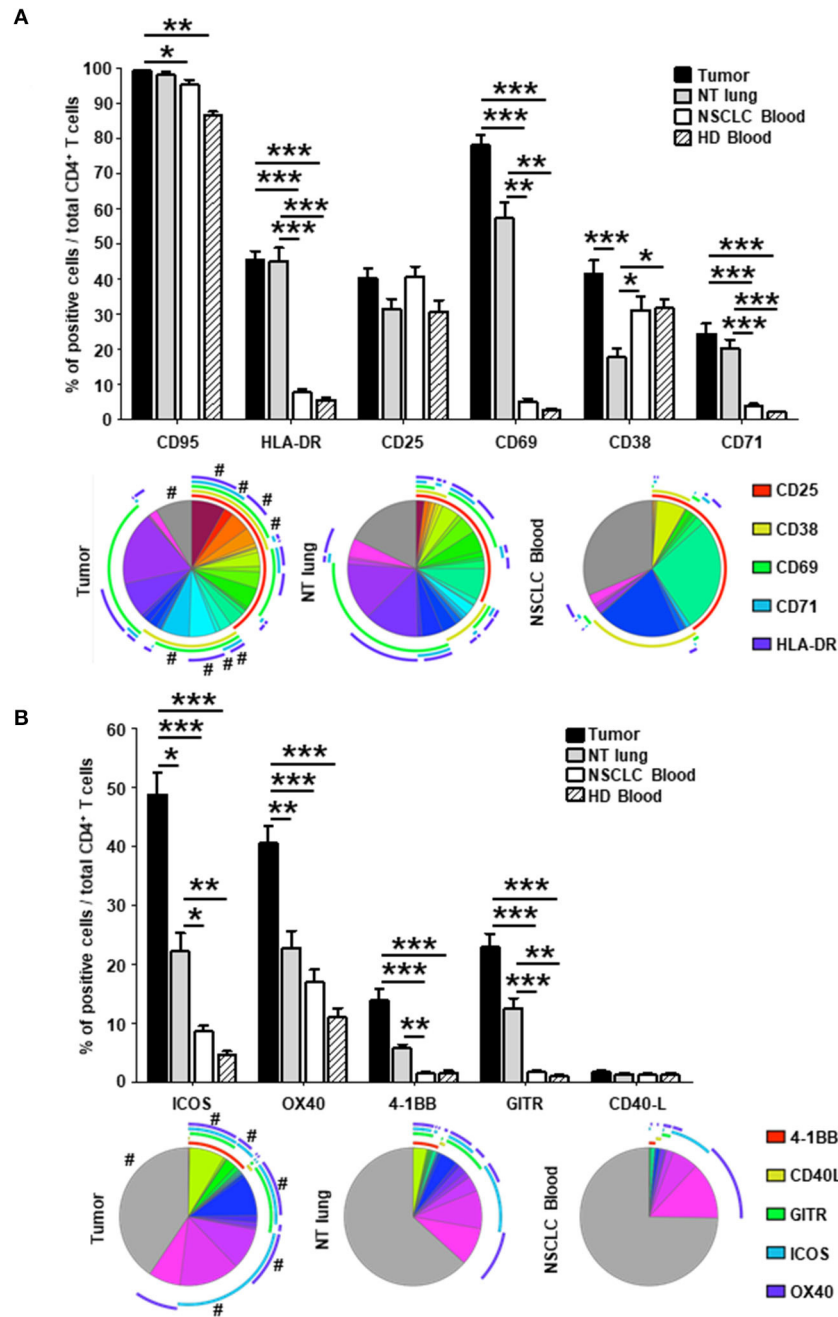 A
** 
*
*** 
***
***
***
***
***
**
**
***
*
*
***
***
***
***
Tumor
NT lung
NSCLC Blood
HD Blood
% of positive cells / total CD4⁺ T cells
100
90
80
70
60
50
40
30
20
10
0
CD95 HLA-DR CD25 CD69 CD38 CD71
Tumor
# # # # # # # # #
NT lung
NSCLC Blood
CD25
CD38
CD69
CD71
HLA-DR
B
***
***
*
**
*
***
***
**
***
***
**
***
***
**
***
Tumor
NT lung
NSCLC Blood
HD Blood
% of positive cells / total CD4⁺ T cells
60
50
40
30
20
10
0
ICOS OX40 4-1BB GITR CD40-L
Tumor
# # # # # #
NT lung
NSCLC Blood
4-1BB
CD40L
GITR
ICOS
OX40